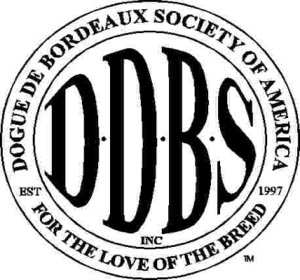 DOGUE DE BORDEAUX SOCIETY OF AMERICA
D·D·B·S
EST
1997
INC
FOR THE LOVE OF THE BREED
TM